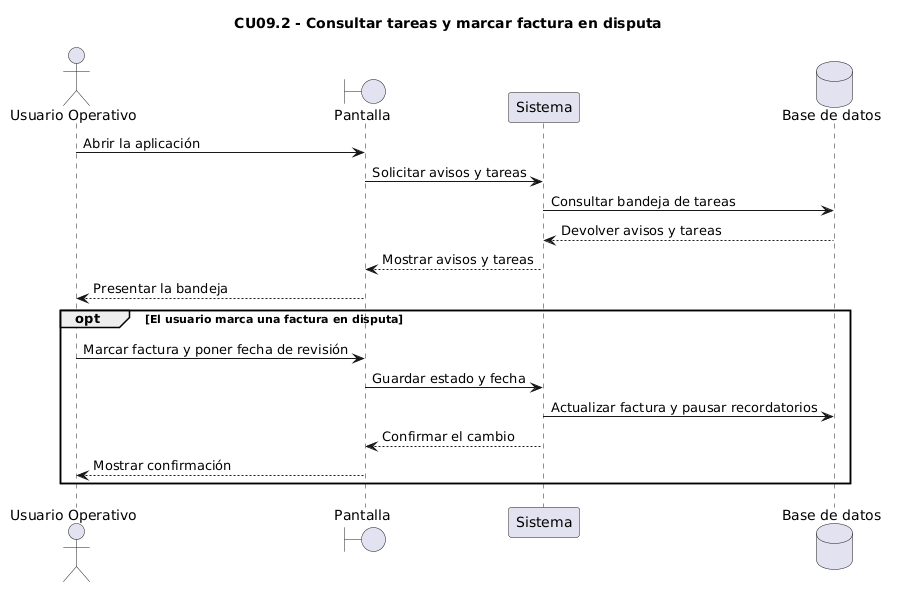 CU09.2 - Consultar tareas y marcar factura en disputa
Usuario Operativo
Pantalla
Sistema
Base de datos
Abrir la aplicación
Solicitar avisos y tareas
Consultar bandeja de tareas
Devolver avisos y tareas
Mostrar avisos y tareas
Presentar la bandeja
opt
[El usuario marca una factura en disputa]
Marcar factura y poner fecha de revisión
Guardar estado y fecha
Actualizar factura y pausar recordatorios
Confirmar el cambio
Mostrar confirmación
Usuario Operativo
Pantalla
Sistema
Base de datos